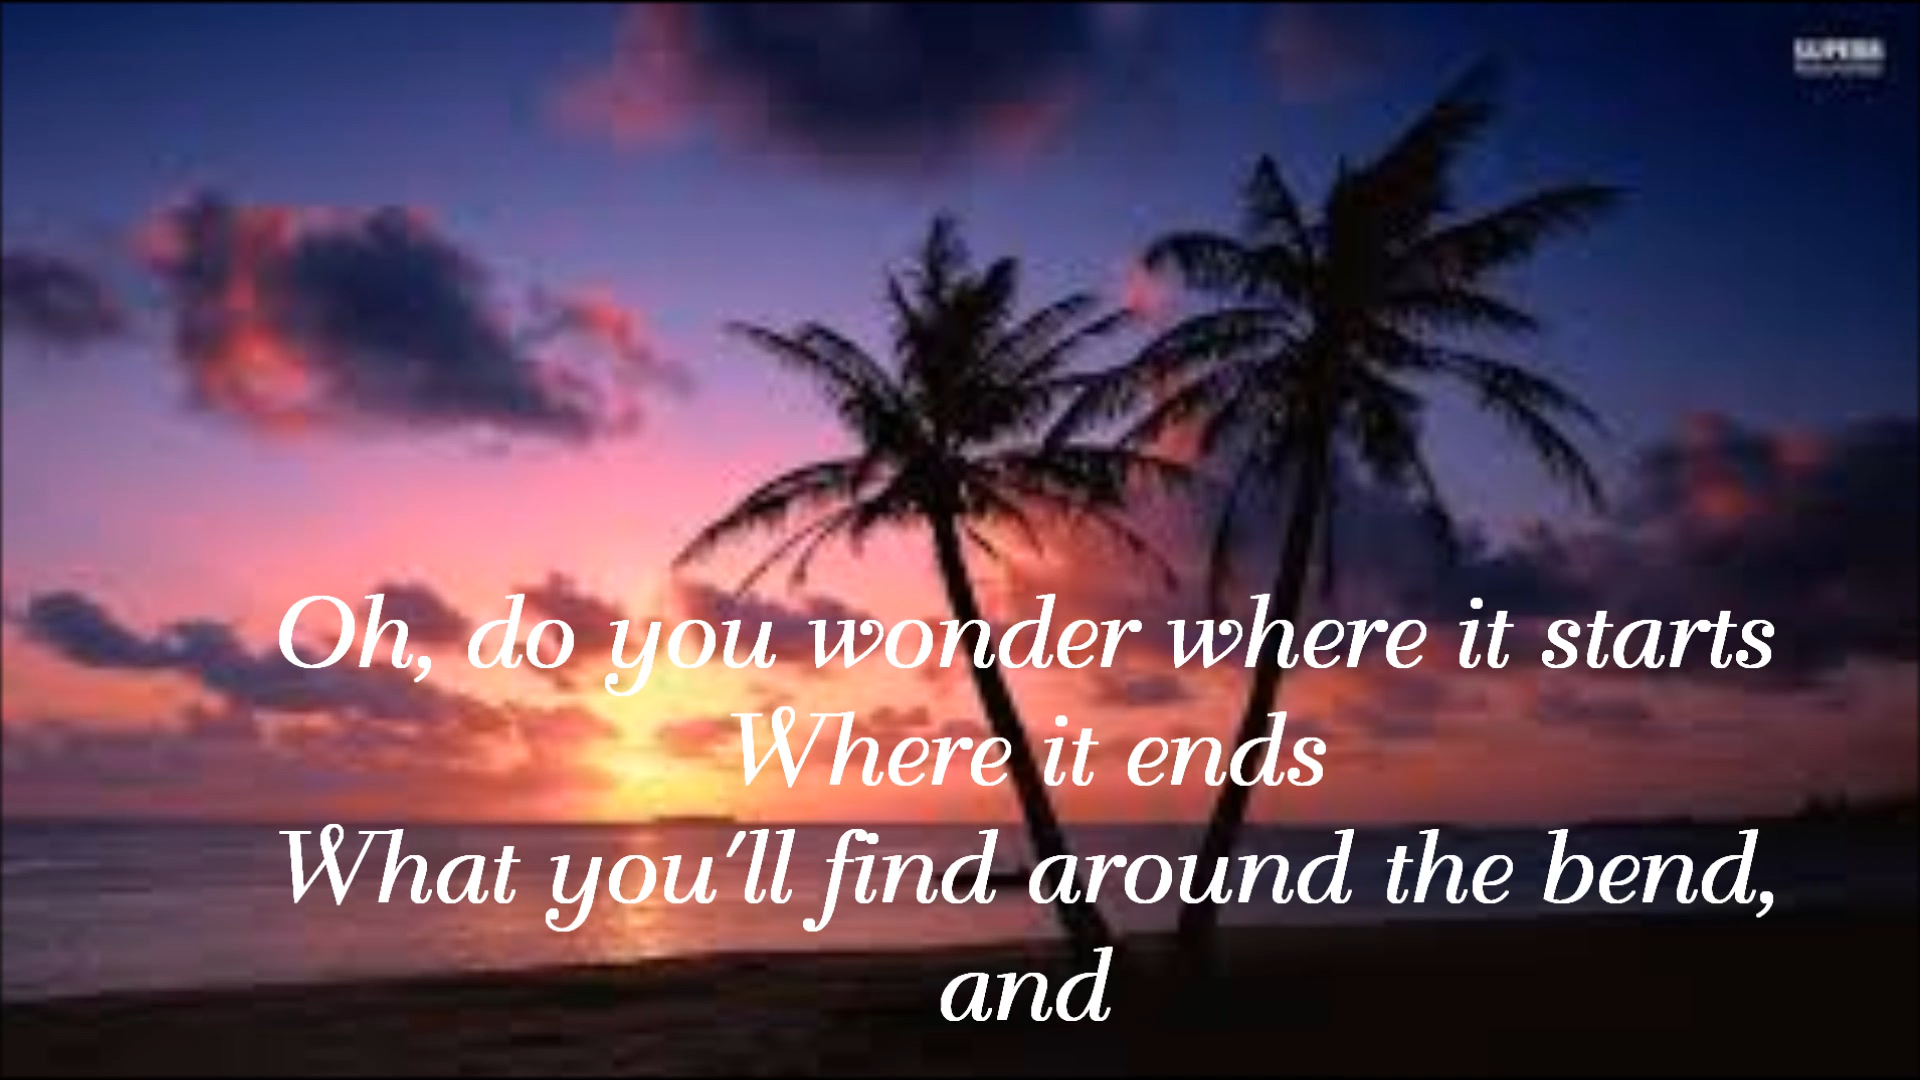 Oh, do you wonder where it starts
Where it ends
What you'll find around the bend,
and